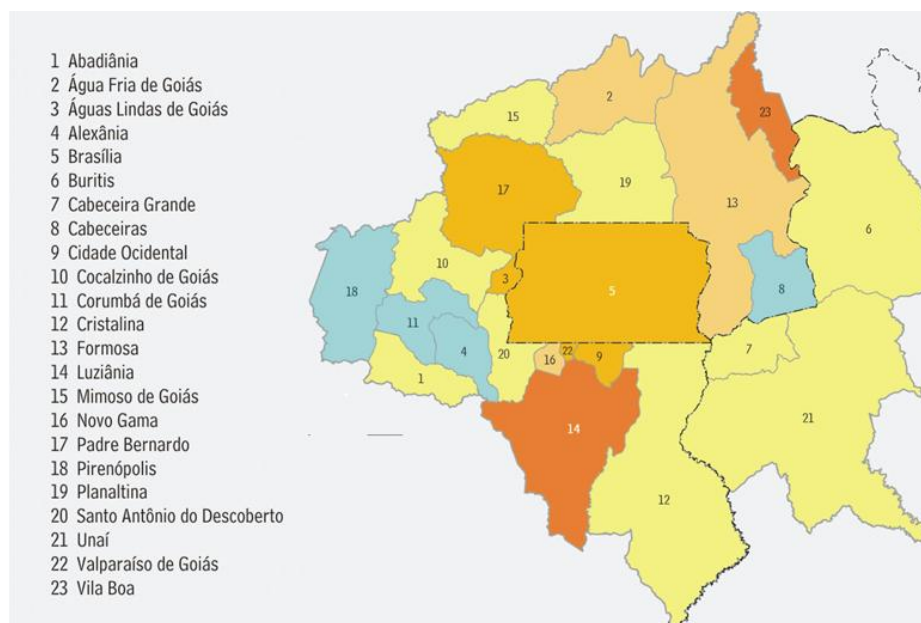 1 Abadiânia
2 Água Fria de Goiás
3 Águas Lindas de Goiás
4 Alexânia
5 Brasília
6 Buritis
7 Cabeceira Grande
8 Cabeceiras
9 Cidade Ocidental
10 Cocalzinho de Goiás
11 Corumbá de Goiás
12 Cristalina
13 Formosa
14 Luziânia
15 Mimoso de Goiás
16 Novo Gama
17 Padre Bernardo
18 Pirenópolis
19 Planaltina
20 Santo Antônio do Descoberto
21 Unaí
22 Valparaíso de Goiás
23 Vila Boa
2
15
23
17
19
13
6
10
3
5
8
18
11
4
20
16
22
9
7
1
21
14
12